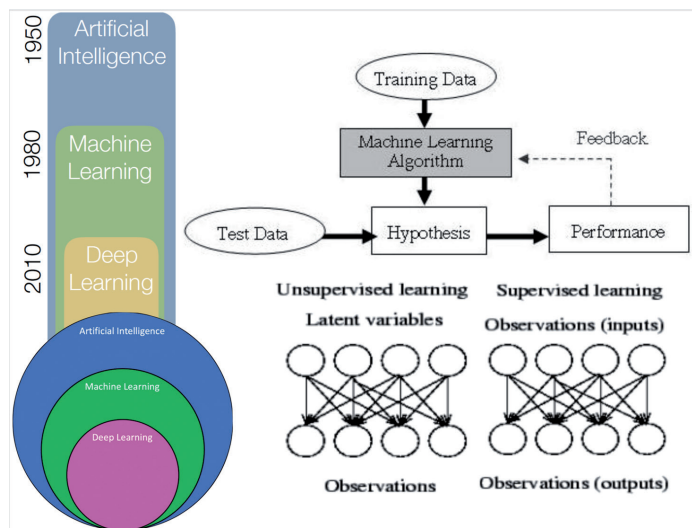 1950
Artificial
Intelligence
1980
Machine
Learning
2010
Deep
Learning
Artificial Intelligence
Machine Learning
Deep Learning
Training Data
Machine Learning
Algorithm
Feedback
Test Data
Hypothesis
Performance
Unsupervised learning
Latent variables
Observations
Supervised learning
Observations (inputs)
Observations (outputs)